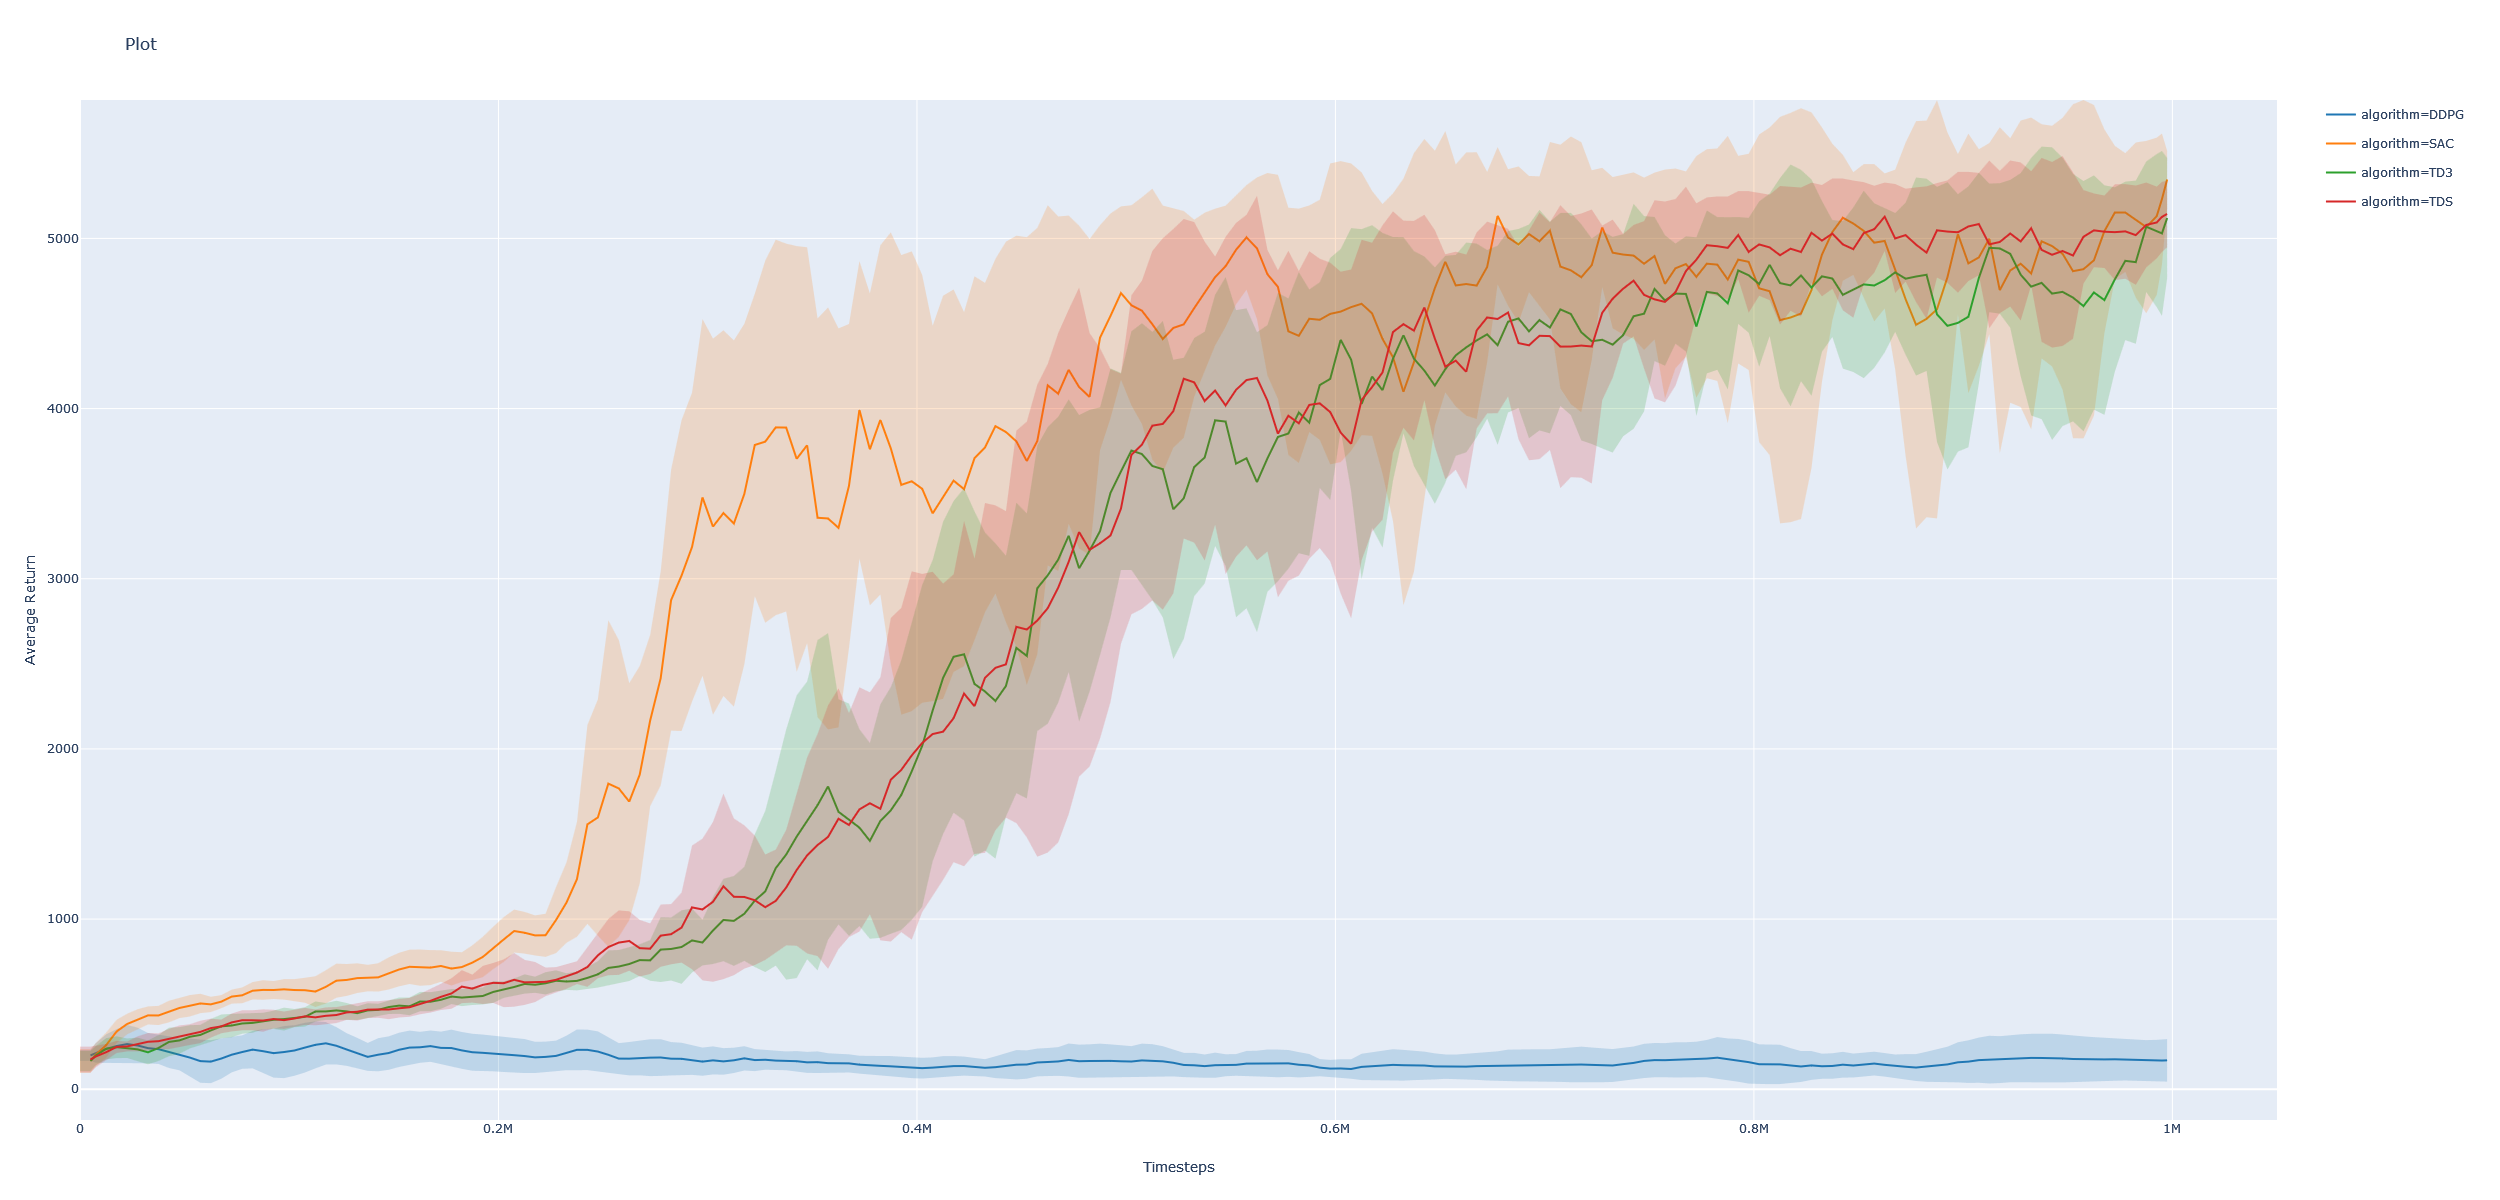 Plot
algorithm=DDPG
algorithm=SAC
algorithm=TD3
algorithm=TDS
Average Return
5000
4000
3000
2000
1000
0
0 0.2M 0.4M 0.6M 0.8M 1M
Timesteps